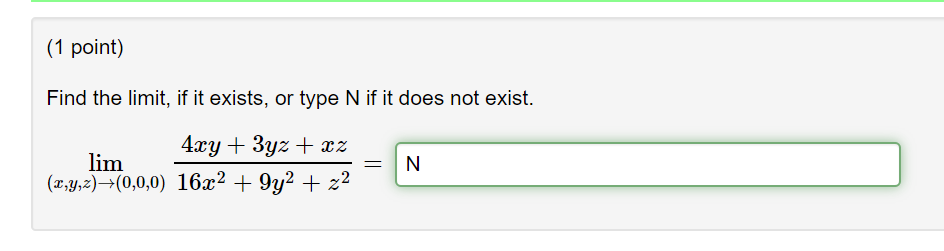 (1 point)
Find the limit, if it exists, or type N if it does not exist.
lim (x,y,z)→(0,0,0) (4xy + 3yz + xz) / (16x² + 9y² + z²) = N